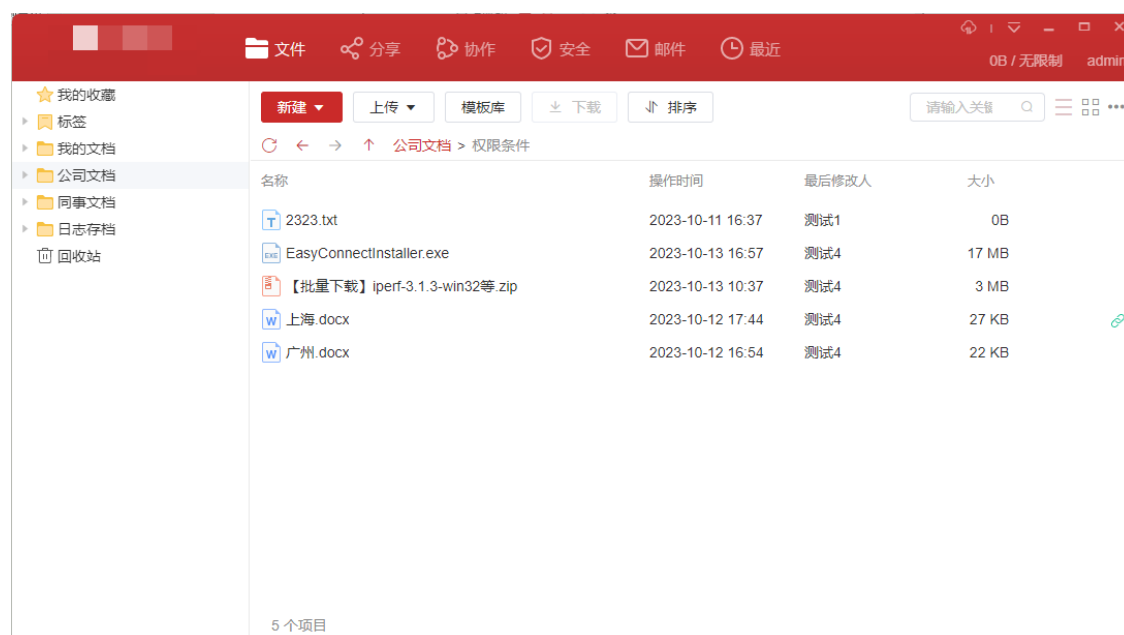 文件 分享 协作 安全 邮件 最近
0B / 无限制 admin
我的收藏
标签
我的文档
公司文档
同事文档
日志存档
回收站
新建 上传 模板库 下载 排序
公司文档 > 权限条件
名称 操作时间 最后修改人 大小
2323.txt 2023-10-11 16:37 测试1 0B
EasyConnectInstaller.exe 2023-10-13 16:57 测试4 17 MB
【批量下载】iperf-3.1.3-win32等.zip 2023-10-13 10:37 测试4 3 MB
上海.docx 2023-10-12 17:44 测试4 27 KB
广州.docx 2023-10-12 16:54 测试4 22 KB
5 个项目